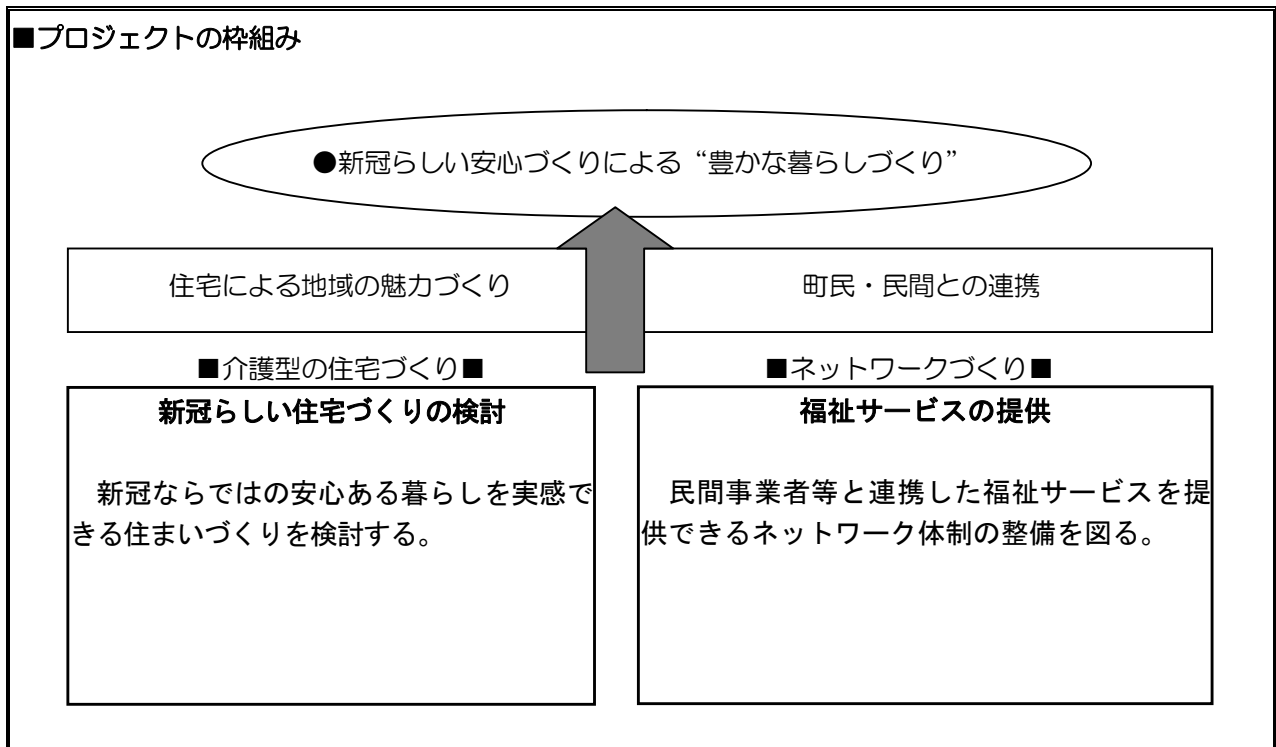 ■プロジェクトの枠組み
●新冠らしい安心づくりによる“豊かな暮らしづくり”
住宅による地域の魅力づくり
町民・民間との連携
■介護型の住宅づくり■
新冠らしい住宅づくりの検討
新冠ならではの安心ある暮らしを実感で
きる住まいづくりを検討する。
■ネットワークづくり■
福祉サービスの提供
民間事業者等と連携した福祉サービスを提
供できるネットワーク体制の整備を図る。